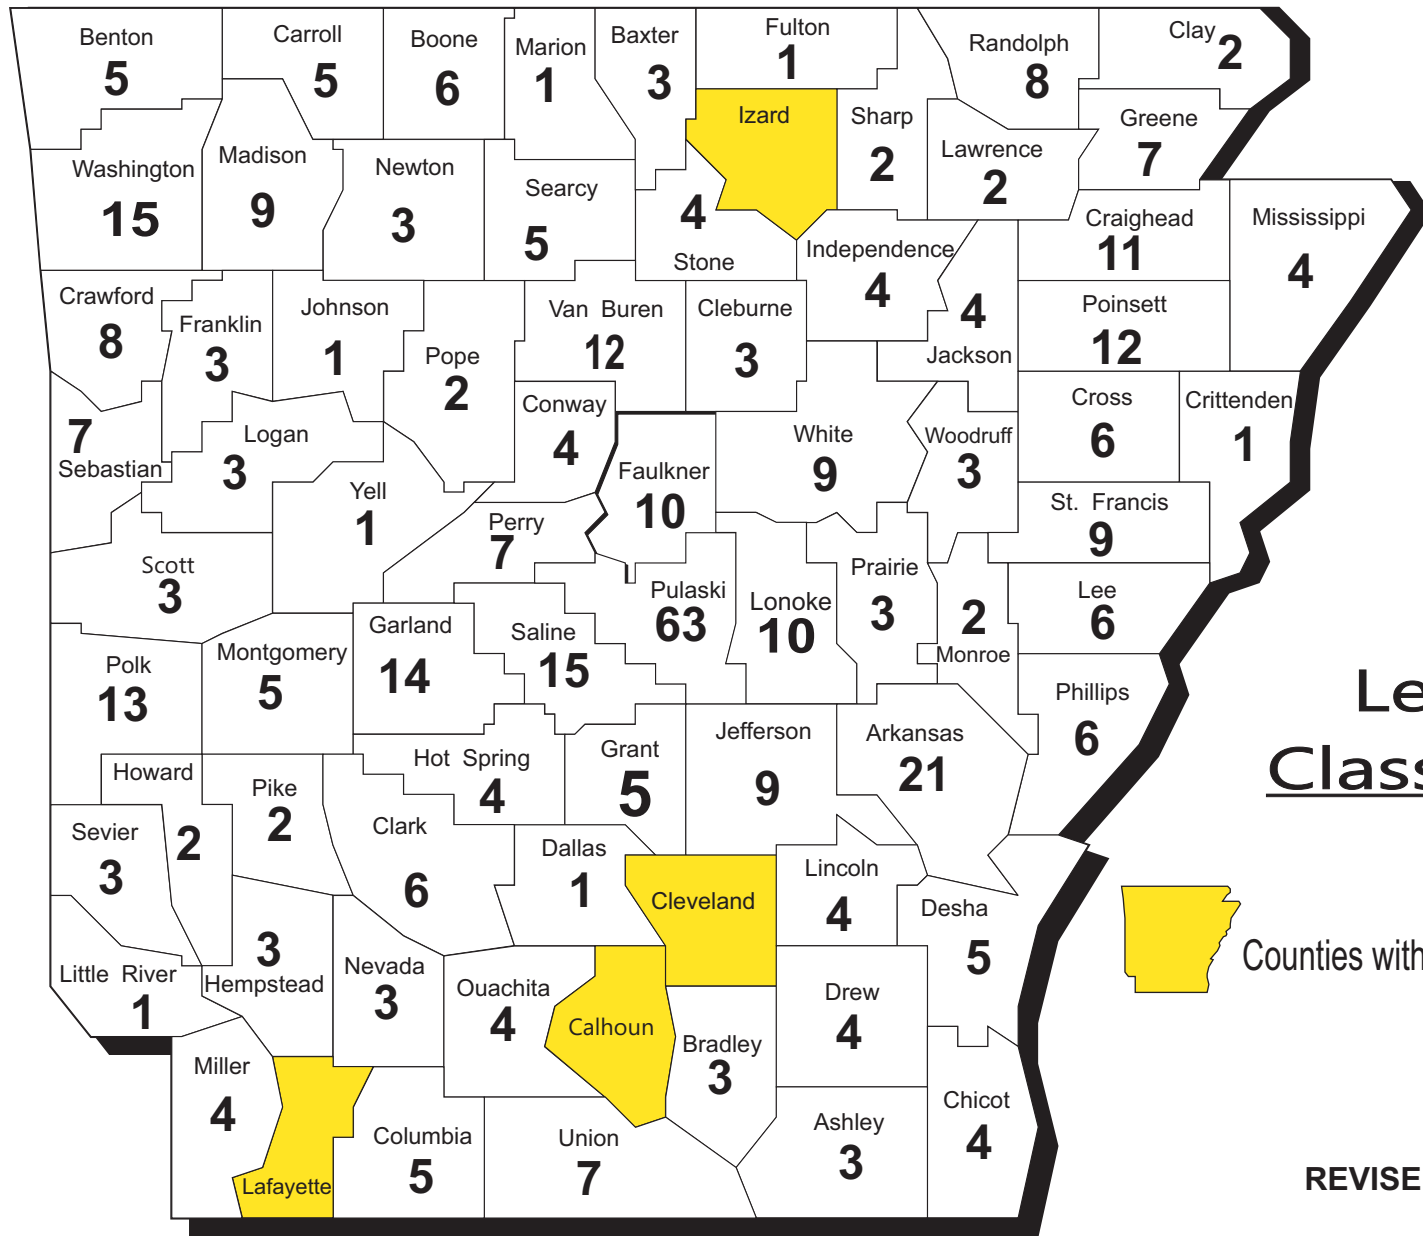 Benton
5
Carroll
5
Boone
6
Marion
1
Baxter
3
Fulton
1
Randolph
8
Clay
2
Izard
Sharp
2
Lawrence
2
Greene
7
Washington
15
Madison
9
Newton
3
Searcy
5
4
Stone
Independence
4
4
Jackson
Craighead
11
Mississippi
4
Crawford
8
Franklin
3
Johnson
1
Pope
2
Van Buren
12
Cleburne
3
Poinsett
12
Cross
6
Crittenden
1
7
Sebastian
Logan
3
Conway
4
Faulkner
10
White
9
Woodruff
3
St. Francis
9
Yell
1
Perry
7
Scott
3
Pulaski
63
Lonoke
10
Prairie
3
2
Monroe
Lee
6
Polk
13
Montgomery
5
Garland
14
Saline
15
Phillips
6
Le
Class
Howard
2
Pike
2
Hot Spring
4
Grant
5
Jefferson
9
Arkansas
21
Sevier
3
Clark
6
Dallas
1
Cleveland
Lincoln
4
Desha
5
Counties with
Little River
1
3
Hempstead
Nevada
3
Ouachita
4
Calhoun
Bradley
3
Drew
4
Miller
4
Lafayette
Columbia
5
Union
7
Ashley
3
Chicot
4
REVISE